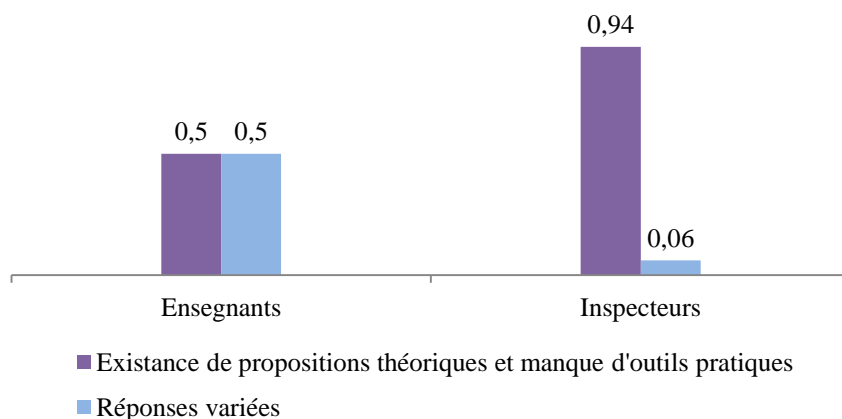 0,94
0,5 0,5
0,06
Ensegnants Inspecteurs
Existance de propositions théoriques et manque d'outils pratiques
Réponses variées